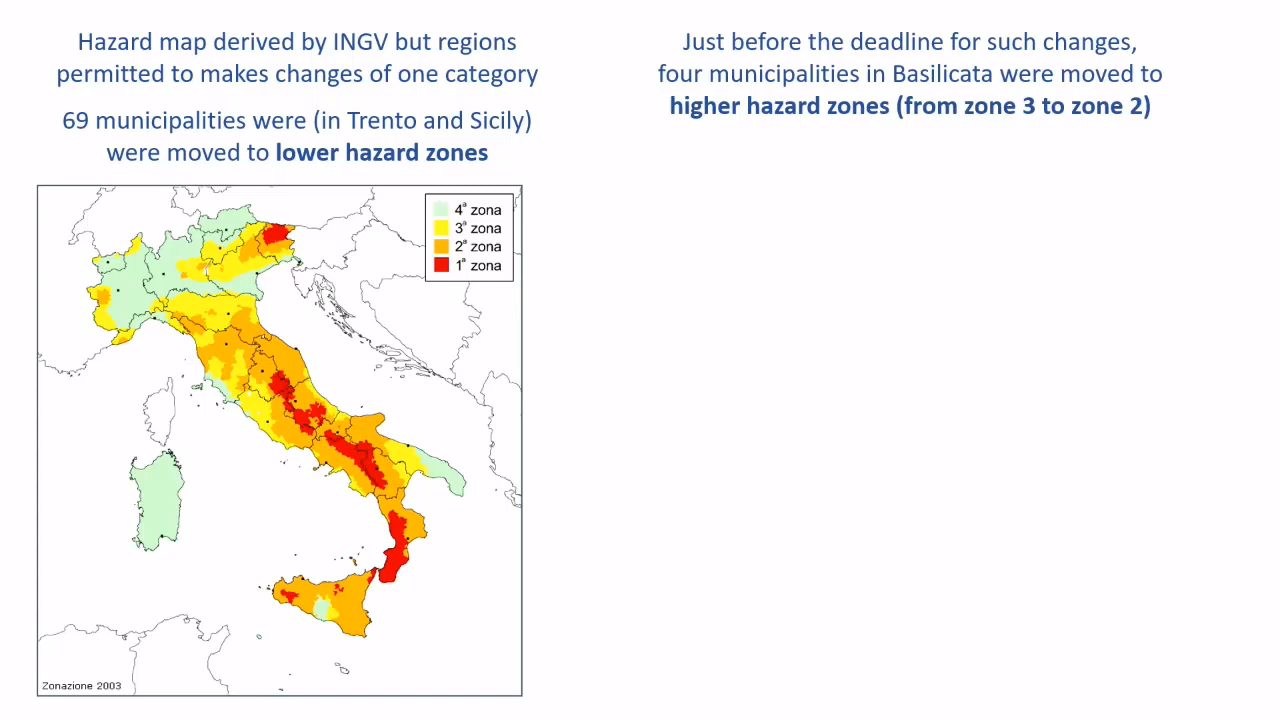 Hazard map derived by INGV but regions
permitted to makes changes of one category
69 municipalities were (in Trento and Sicily)
were moved to lower hazard zones
Just before the deadline for such changes,
four municipalities in Basilicata were moved to
higher hazard zones (from zone 3 to zone 2)
4ª zona
3ª zona
2ª zona
1ª zona
Zonazione 2003